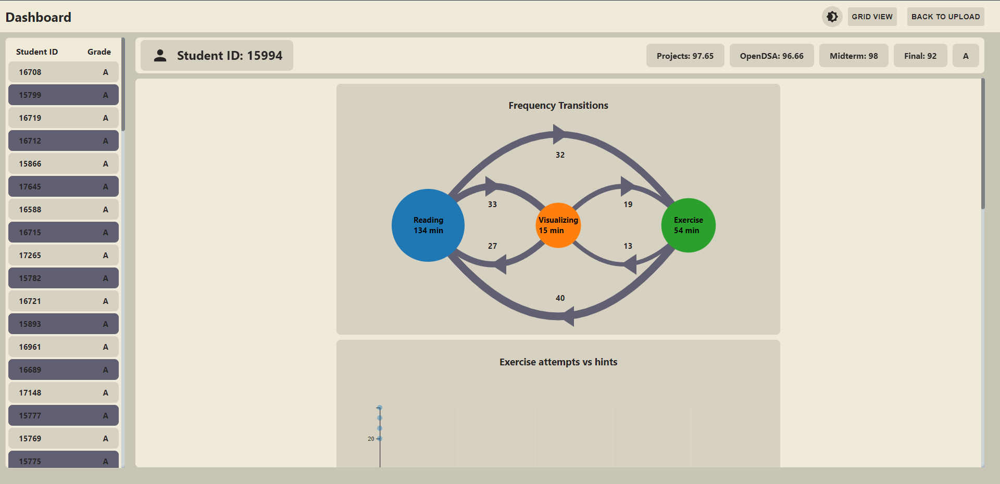 Dashboard
GRID VIEW
BACK TO UPLOAD
Student ID Grade
16708 A
15799 A
16719 A
16712 A
15866 A
17645 A
16588 A
16715 A
17265 A
15782 A
16721 A
15893 A
16961 A
16689 A
17148 A
15777 A
15769 A
15775 A
Student ID: 15994
Projects: 97.65
OpenDSA: 96.66
Midterm: 98
Final: 92
A
Frequency Transitions
32
33
19
Reading
134 min
Visualizing
15 min
Exercise
54 min
27
13
40
Exercise attempts vs hints
20